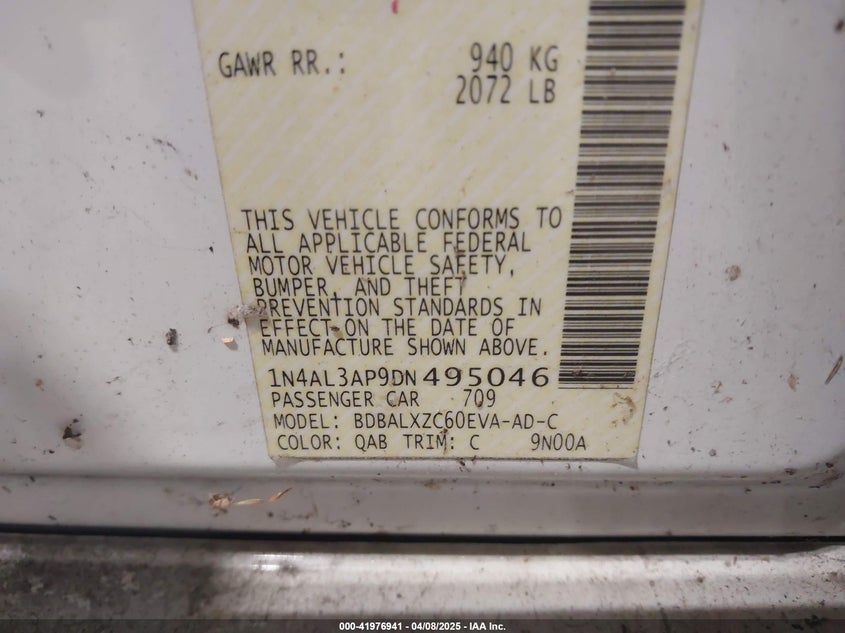 GAWR RR.: 940 KG
2072 LB
THIS VEHICLE CONFORMS TO
ALL APPLICABLE FEDERAL
MOTOR VEHICLE SAFETY,
BUMPER, AND THEFT
PREVENTION STANDARDS IN
EFFECT ON THE DATE OF
MANUFACTURE SHOWN ABOVE.
1N4AL3AP9DN495046
PASSENGER CAR 709
MODEL: BDBALXZC60EVA-AD-C
COLOR: QAB TRIM: C 9N00A
000-41976941 - 04/08/2025 - IAA Inc.